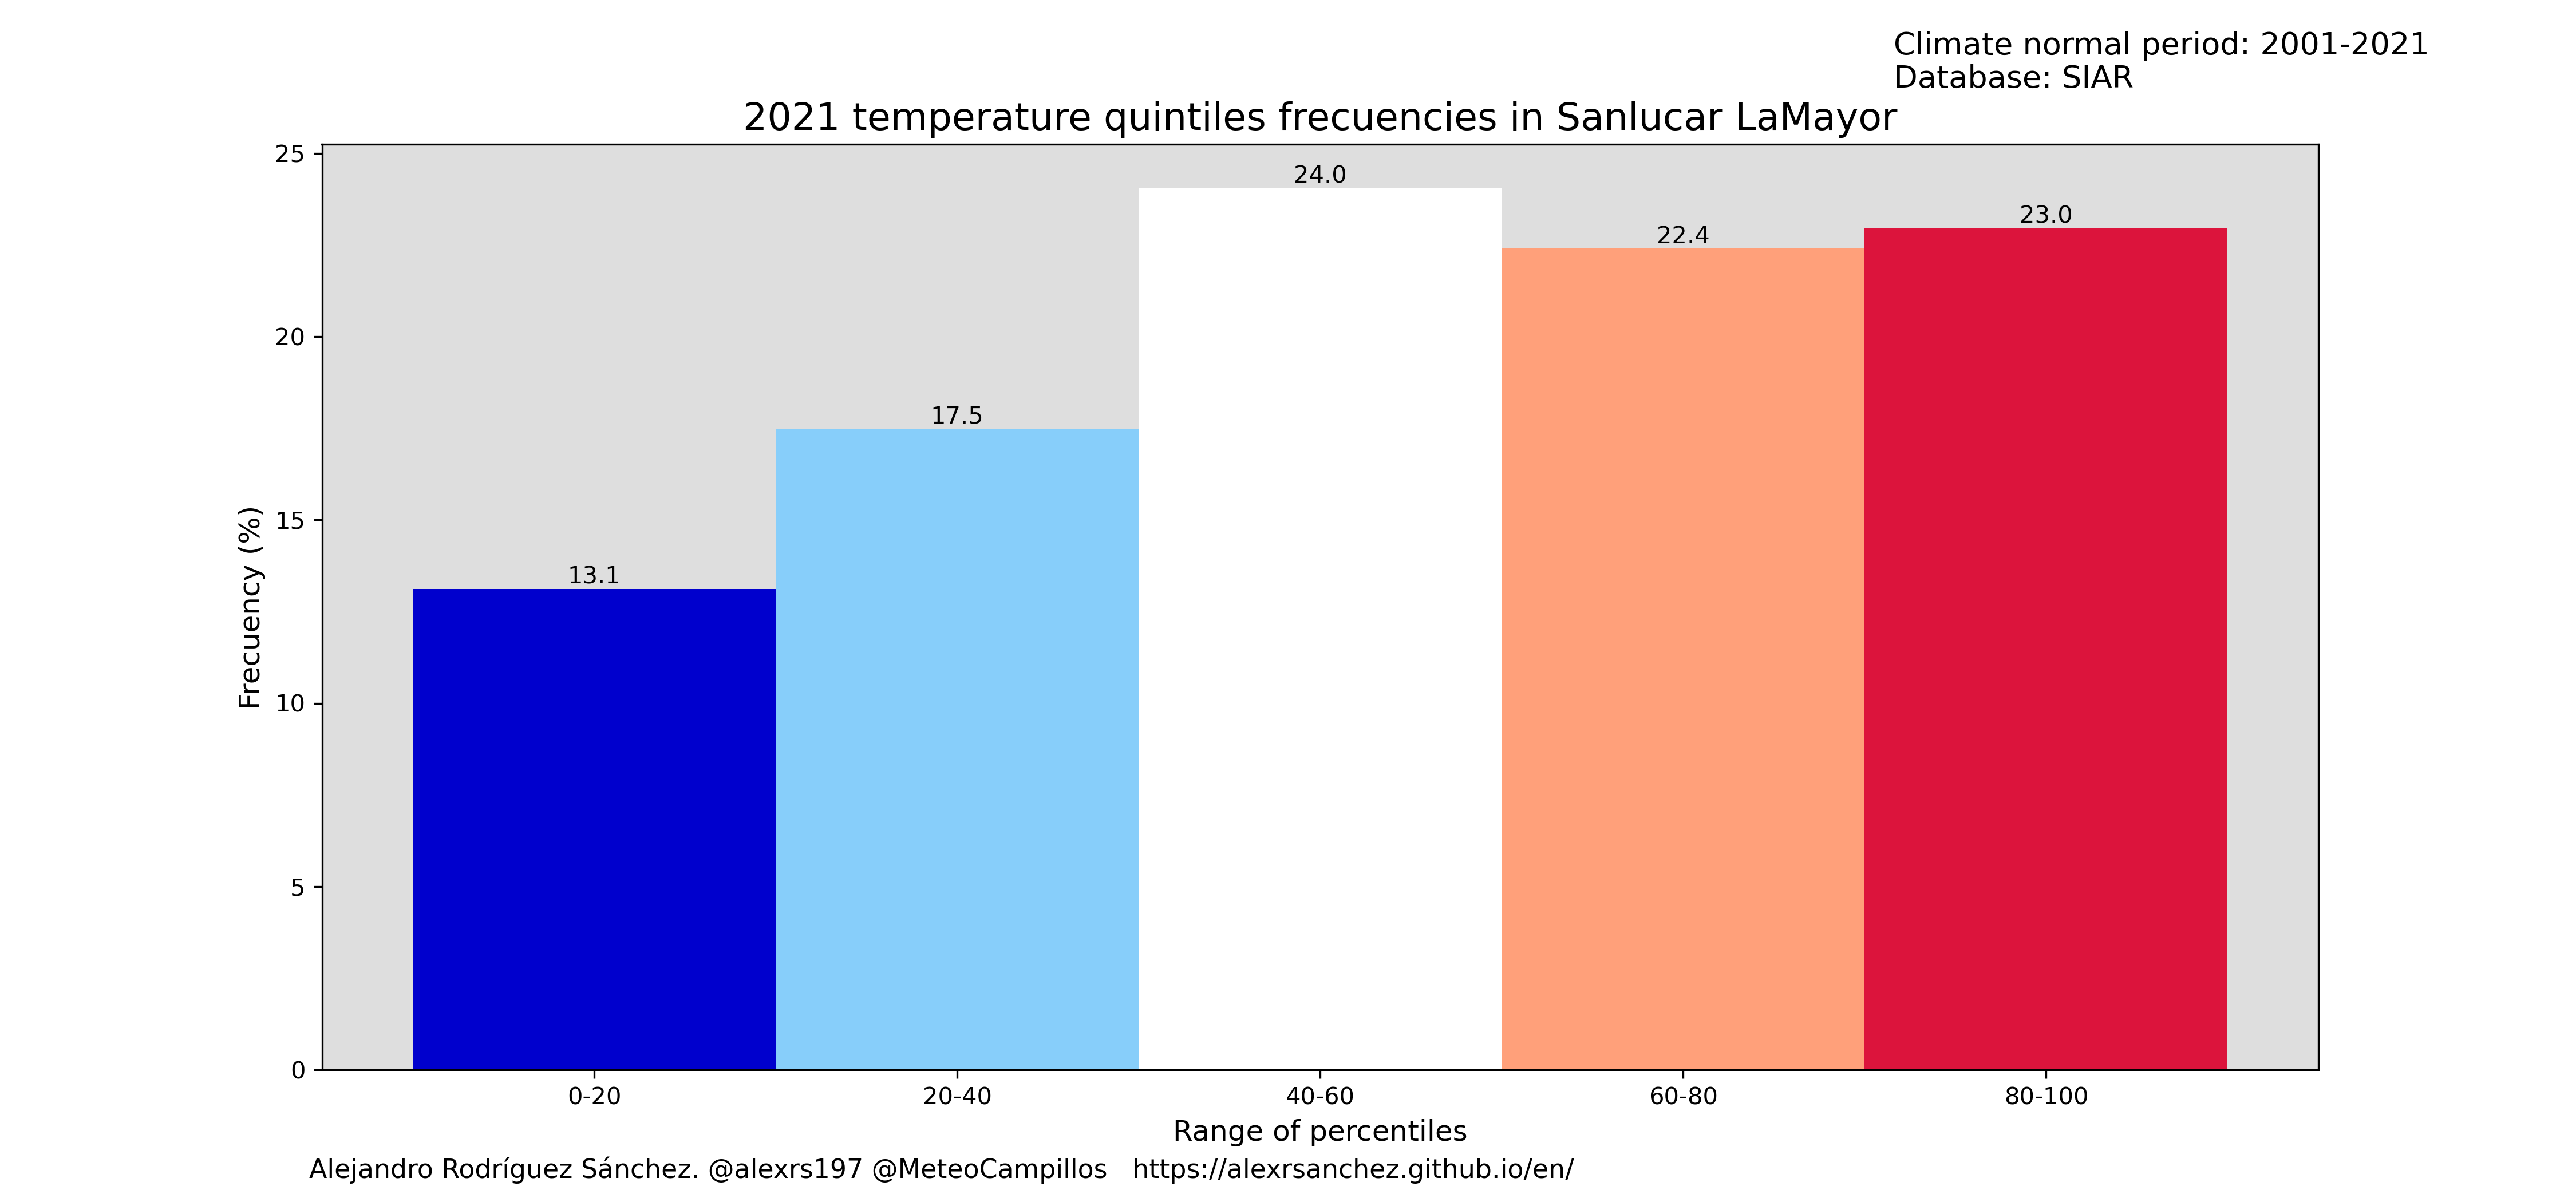 Climate normal period: 2001-2021
Database: SIAR
2021 temperature quintiles frecuencies in Sanlucar LaMayor
25
20
15
10
5
0
Frecuency (%)
13.1
17.5
24.0
22.4
23.0
0-20
20-40
40-60
60-80
80-100
Range of percentiles
Alejandro Rodríguez Sánchez. @alexrs197 @MeteoCampillos   https://alexrsanchez.github.io/en/